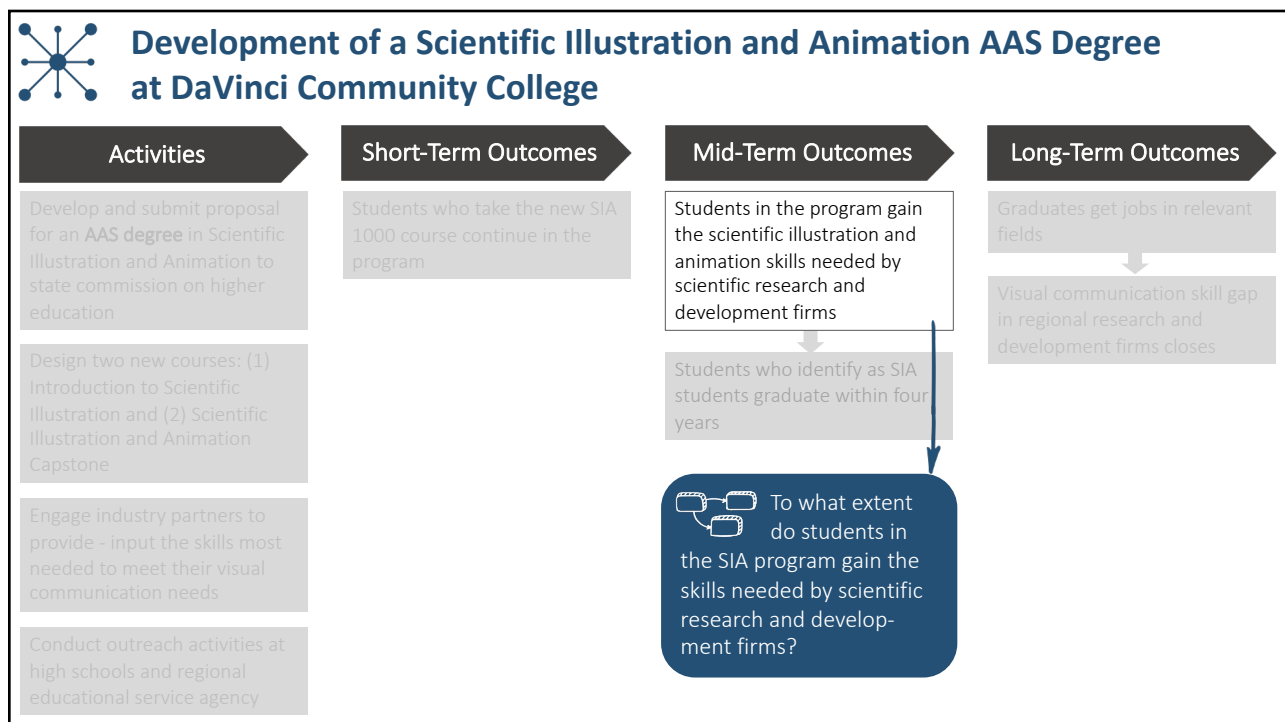 Development of a Scientific Illustration and Animation AAS Degree
at DaVinci Community College
Activities
Develop and submit proposal
for an AAS degree in Scientific
Illustration and Animation to
state commission on higher
education
Design two new courses: (1)
Introduction to Scientific
Illustration and (2) Scientific
Illustration and Animation
Capstone
Engage industry partners to
provide - input the skills most
needed to meet their visual
communication needs
Conduct outreach activities at
high schools and regional
educational service agency
Short-Term Outcomes
Students who take the new SIA
1000 course continue in the
program
Mid-Term Outcomes
Students in the program gain
the scientific illustration and
animation skills needed by
scientific research and
development firms
Students who identify as SIA
students graduate within four
years
To what extent
do students in
the SIA program gain the
skills needed by scientific
research and develop-
ment firms?
Long-Term Outcomes
Graduates get jobs in relevant
fields
Visual communication skill gap
in regional research and
development firms closes